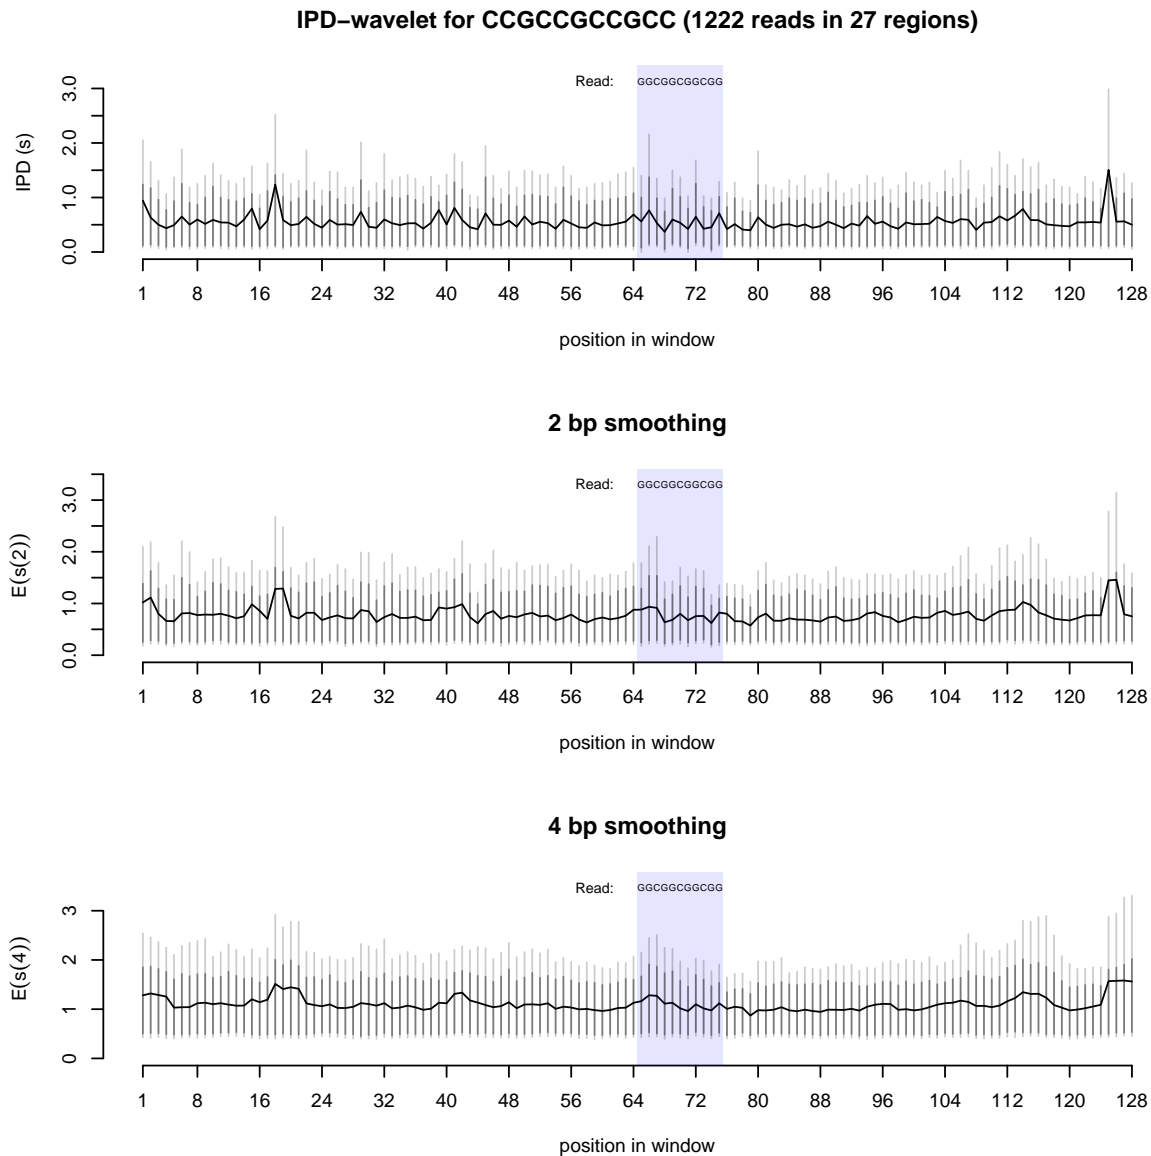 IPD−wavelet for CCGCCGCCGCC (1222 reads in 27 regions)
Read: GGCGGCGGCGG
IPD (s)
0.0 1.0 2.0 3.0
1 8 16 24 32 40 48 56 64 72 80 88 96 104 112 120 128
position in window
2 bp smoothing
Read: GGCGGCGGCGG
E(s(2))
0.0 1.0 2.0 3.0
1 8 16 24 32 40 48 56 64 72 80 88 96 104 112 120 128
position in window
4 bp smoothing
Read: GGCGGCGGCGG
E(s(4))
0 1 2 3
1 8 16 24 32 40 48 56 64 72 80 88 96 104 112 120 128
position in window